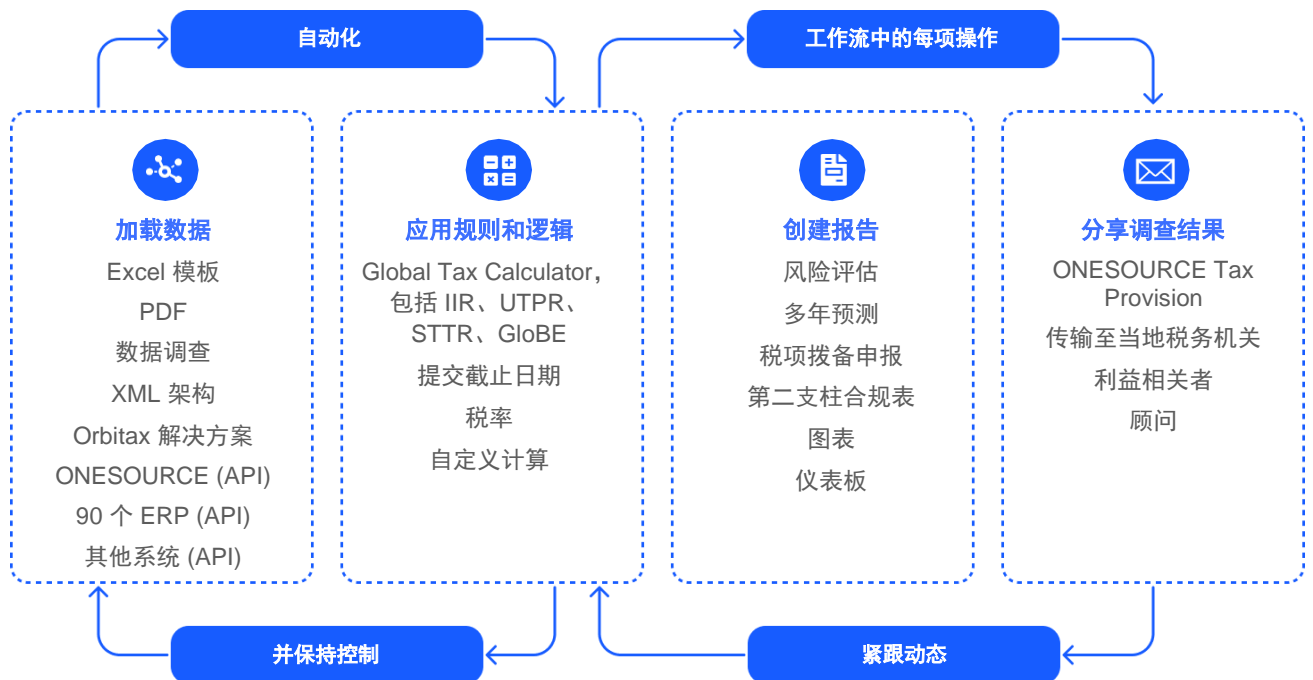 自动化
工作流中的每项操作
加载数据
Excel 模板
PDF
数据调查
XML 架构
Orbitax 解决方案
ONESOURCE (API)
90 个 ERP (API)
其他系统 (API)
应用规则和逻辑
Global Tax Calculator，
包括 IIR、UTPR、
STTR、GloBE
提交截止日期
税率
自定义计算
创建报告
风险评估
多年预测
税项拨备申报
第二支柱合规表
图表
仪表板
分享调查结果
ONESOURCE Tax
Provision
传输至当地税务机关
利益相关者
顾问
并保持控制
紧跟动态